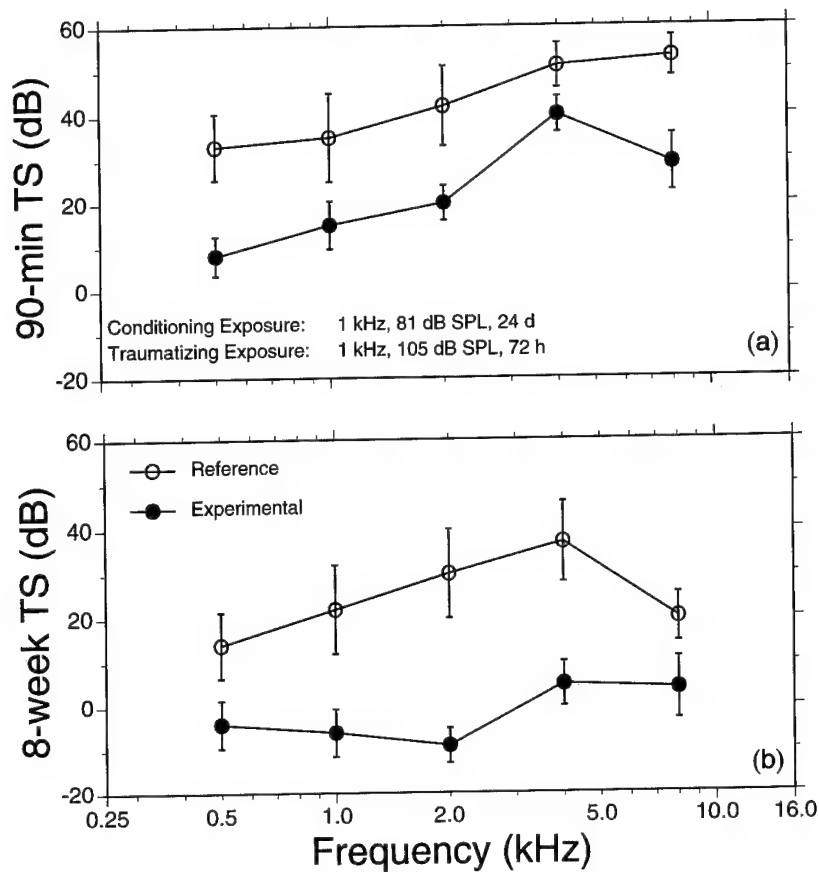 60
40
20
0
-20
90-min TS (dB)
Conditioning Exposure: 1 kHz, 81 dB SPL, 24 d
Traumatizing Exposure: 1 kHz, 105 dB SPL, 72 h
(a)
60
40
20
0
-20
8-week TS (dB)
Reference
Experimental
(b)
0.25 0.5 1.0 2.0 5.0 10.0 16.0
Frequency (kHz)